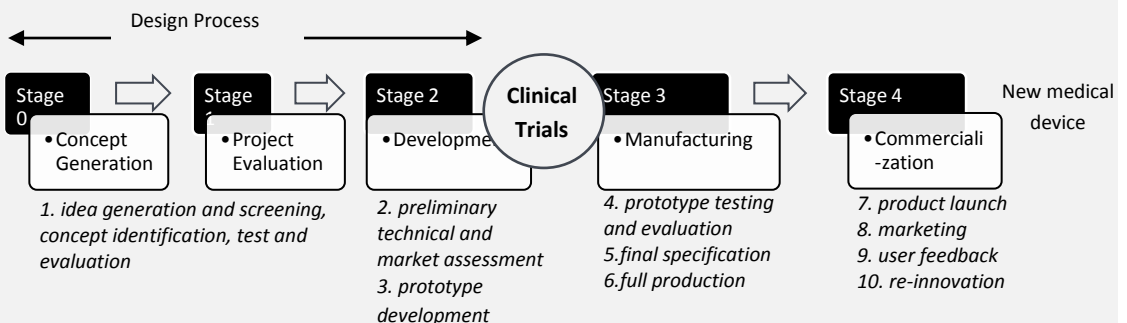 Design Process
Stage
0
• Concept
Generation
Stage
• Project
Evaluation
Stage 2
• Developme
Clinical
Trials
Stage 3
• Manufacturing
Stage 4
• Commerciali
-zation
New medical
device
1. idea generation and screening,
concept identification, test and
evaluation
2. preliminary
technical and
market assessment
3. prototype
development
4. prototype testing
and evaluation
5.final specification
6.full production
7. product launch
8. marketing
9. user feedback
10. re-innovation